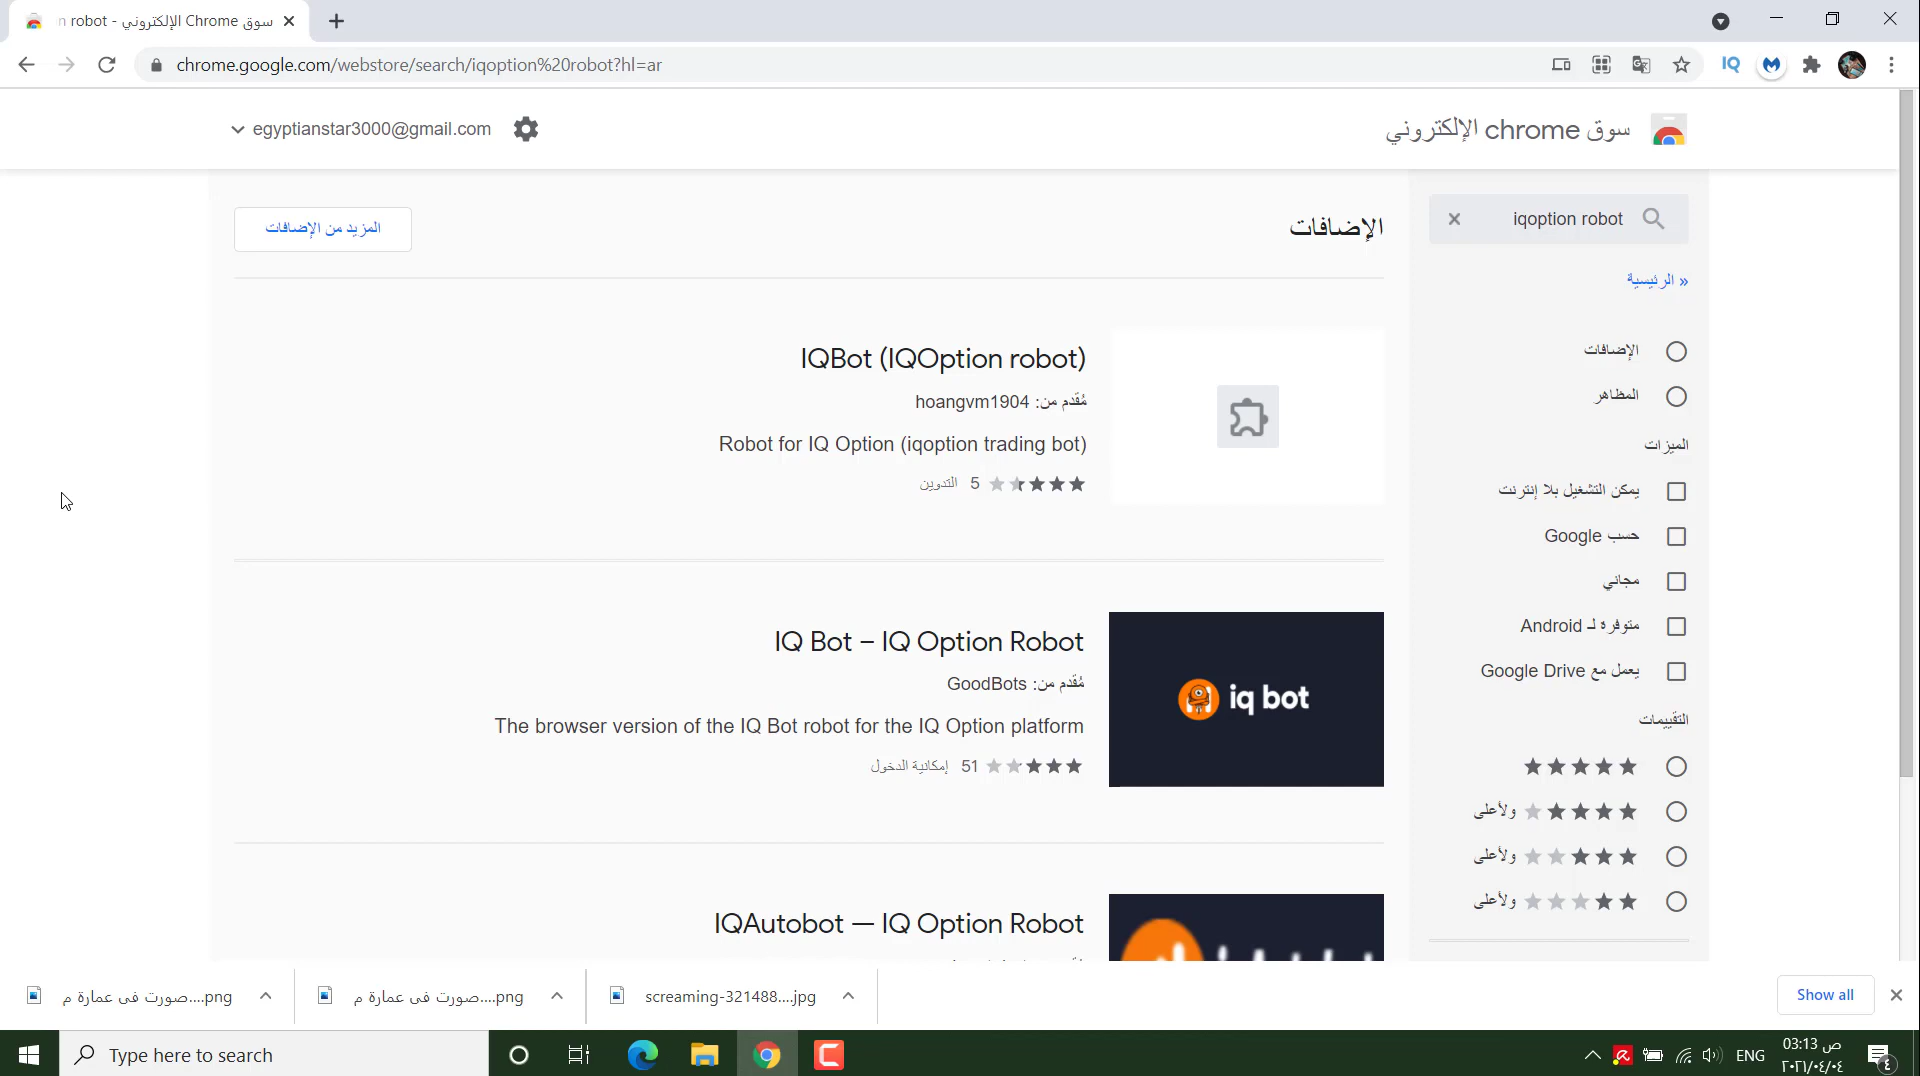 سوق Chrome الإلكتروني - n robot
chrome.google.com/webstore/search/iqoption%20robot?hl=ar
IQ
egyptianstar3000@gmail.com
سوق chrome الإلكتروني
iqoption robot
» الرئيسية
الإضافات
المظاهر
الميزات
يمكن التشغيل بلا إنترنت
حسب Google
مجاني
متوفرة لـ Android
يعمل مع Google Drive
التقييمات
ولأعلى
ولأعلى
ولأعلى
الإضافات
المزيد من الإضافات
IQBot (IQOption robot)
مُقدم من: hoangvm1904
Robot for IQ Option (iqoption trading bot)
5 التدوين
IQ Bot – IQ Option Robot
مُقدم من: GoodBots
The browser version of the IQ Bot robot for the IQ Option platform
51 إمكانية الدخول
iq bot
IQAutobot — IQ Option Robot
صورت فى عمارة م....png
صورت فى عمارة م....png
screaming-321488....jpg
Show all
Type here to search
ENG
03:13 ص
٢٠٢١/٠٤/٠٤
٤